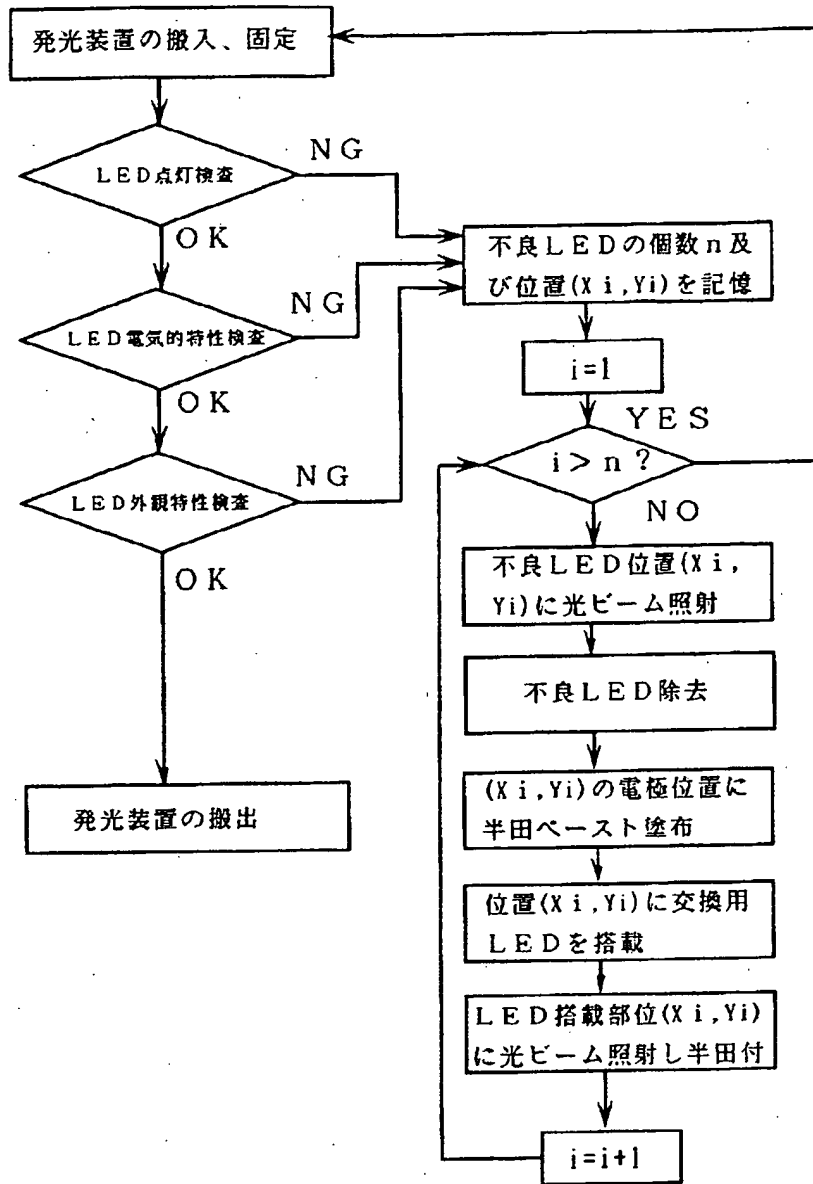 発光装置の搬入、固定
LED点灯検査
NG
OK
LED電気的特性検査
NG
OK
LED外観特性検査
NG
OK
発光装置の搬出
不良LEDの個数n及
び位置(Xi,Yi)を記憶
i=1
YES
i>n?
NO
不良LED位置(Xi,
Yi)に光ビーム照射
不良LED除去
(Xi,Yi)の電極位置に
半田ペースト塗布
位置(Xi,Yi)に交換用
LEDを搭載
LED搭載部位(Xi,Yi)
に光ビーム照射し半田付
i=i+1